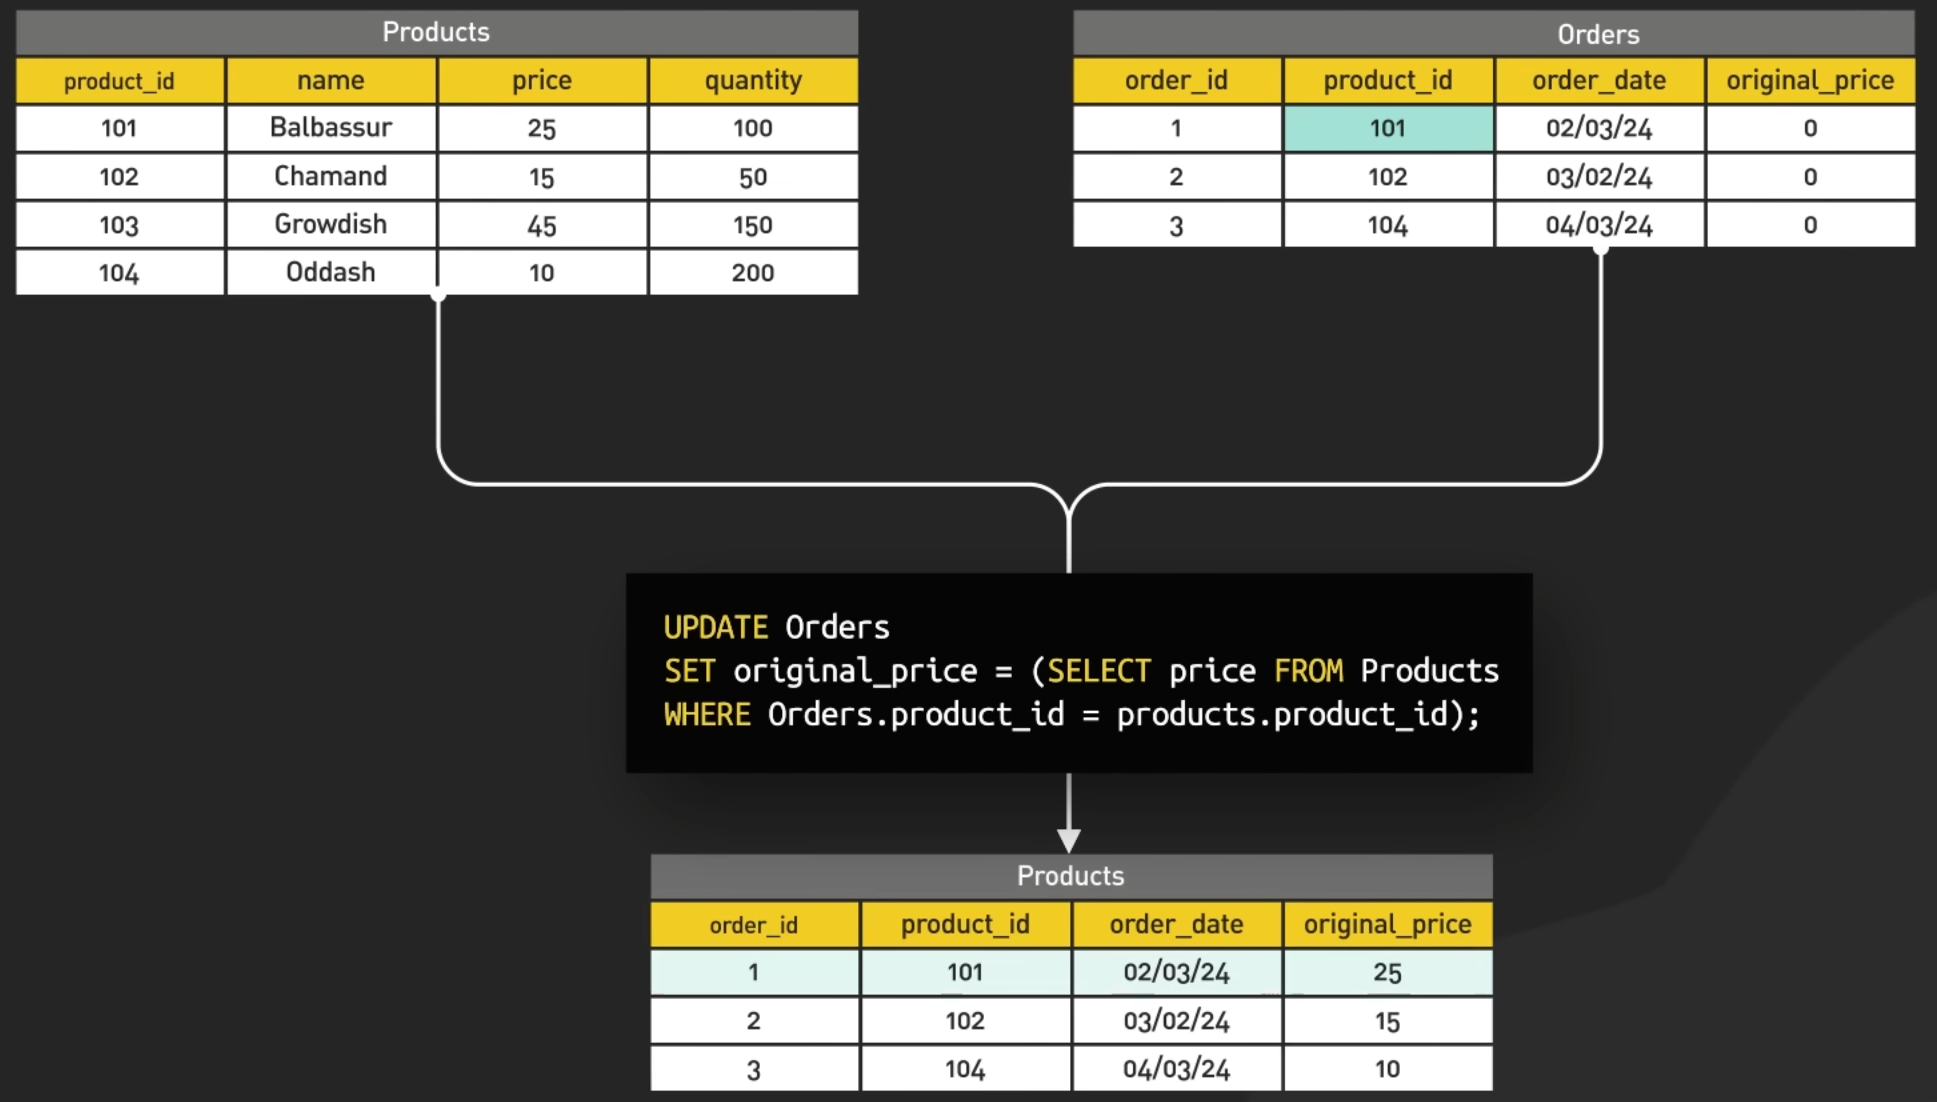 Products
product_id name price quantity
101 Balbassur 25 100
102 Chamand 15 50
103 Growdish 45 150
104 Oddash 10 200
Orders
order_id product_id order_date original_price
1 101 02/03/24 0
2 102 03/02/24 0
3 104 04/03/24 0
UPDATE Orders
SET original_price = (SELECT price FROM Products
WHERE Orders.product_id = products.product_id);
Products
order_id product_id order_date original_price
1 101 02/03/24 25
2 102 03/02/24 15
3 104 04/03/24 10